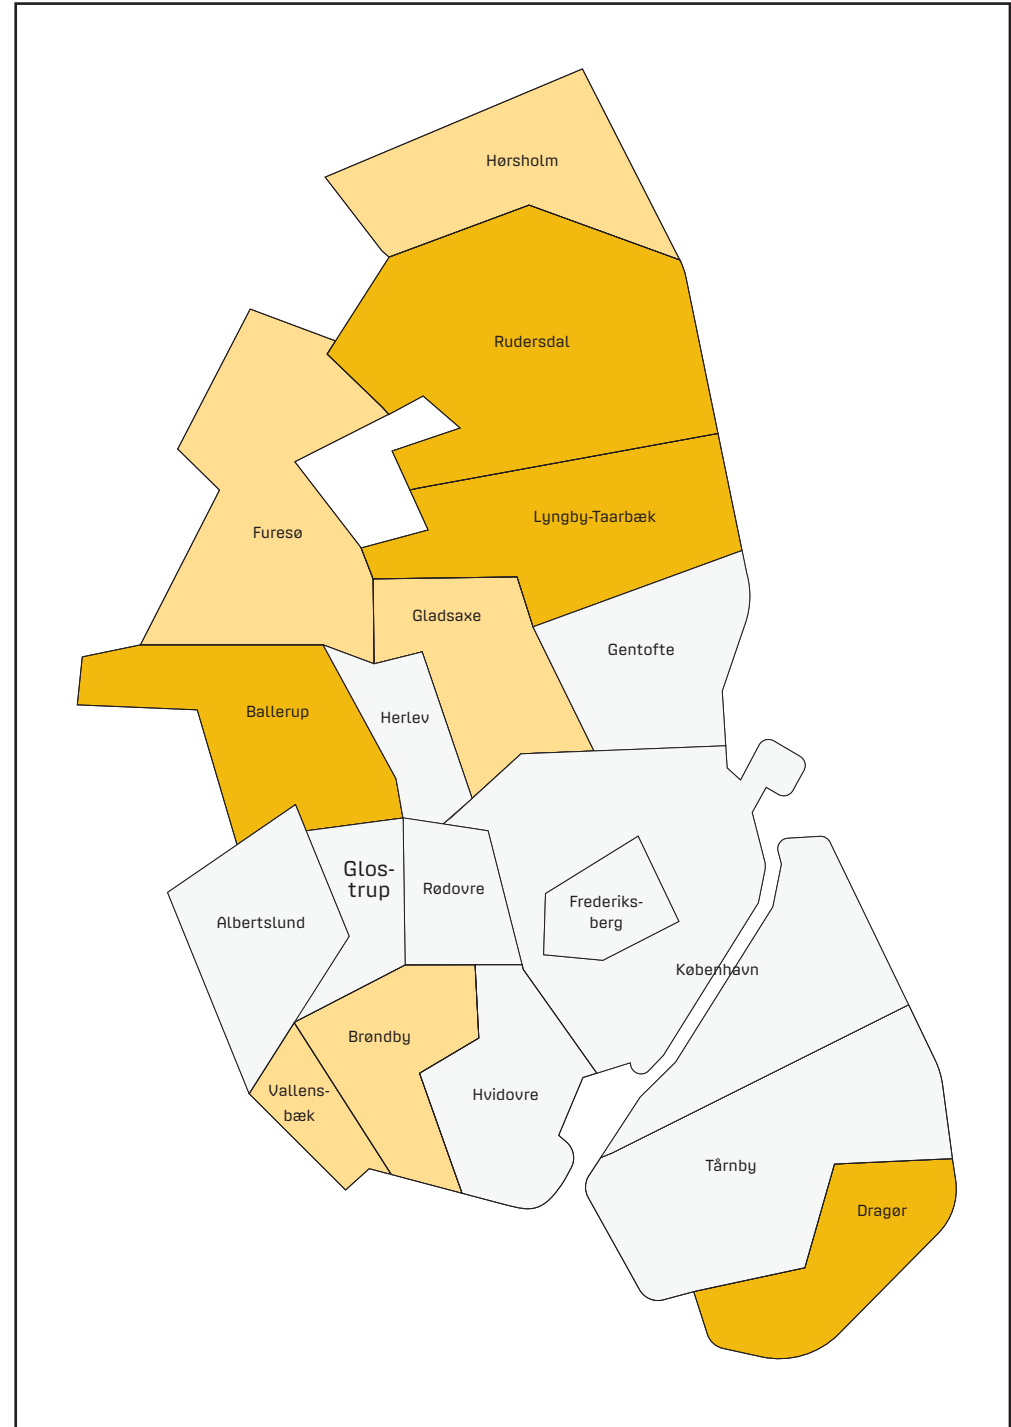 Hørsholm
Rudersdal
Lyngby-Taarbæk
Furesø
Gladsaxe
Gentofte
Ballerup
Herlev
Glos-
trup
Rødovre
Frederiks-
berg
Albertslund
København
Brøndby
Vallens-
bæk
Hvidovre
Tårnby
Dragør